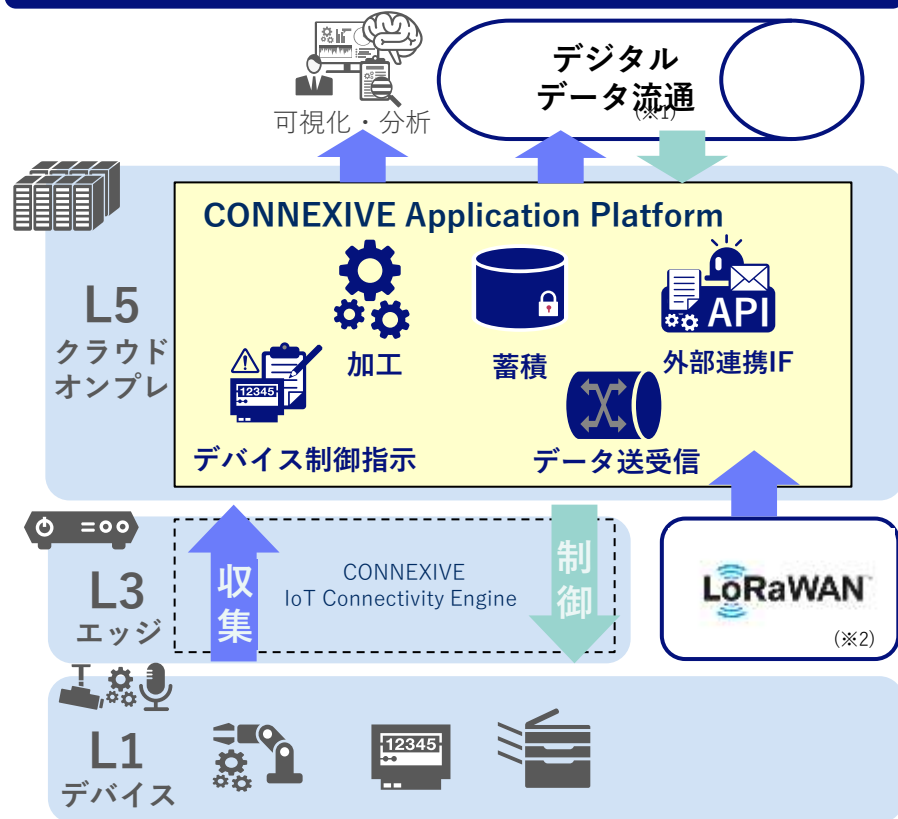 デジタル
データ流通
(※1)
可視化・分析
CONNEXIVE Application Platform
L5
クラウド
オンプレ
加工
蓄積
API
外部連携IF
12345
デバイス制御指示
データ送受信
L3
エッジ
収集
CONNEXIVE
IoT Connectivity Engine
制御
LoRaWAN
(※2)
L1
デバイス
12345